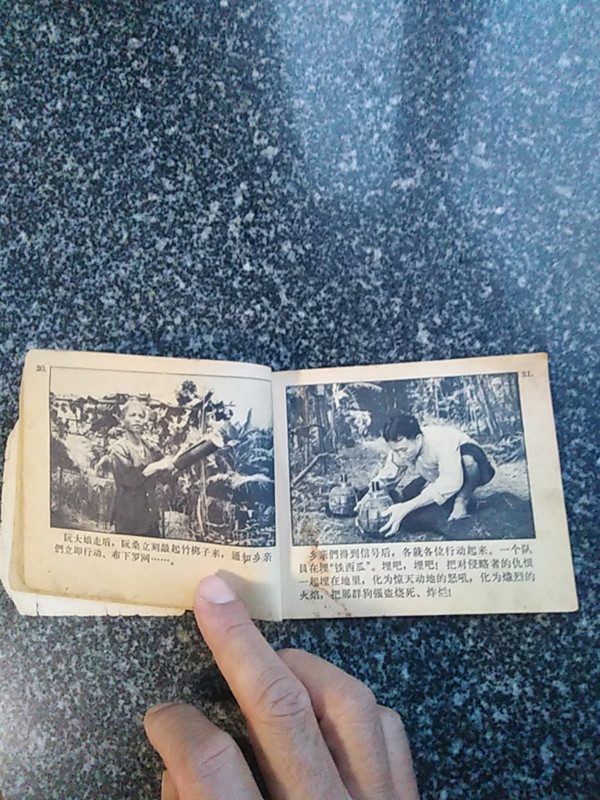 20.
阮大娘走后，阮桑立刻敲起竹梆子来，通知乡亲
們立即行动、布下罗网……。
21.
乡亲們得到信号后，各就各位行动起来。一个队
員在埋“铁西瓜”。埋吧，埋吧！把对侵略者的仇恨
一起埋在地里，化为惊天动地的怒吼，化为熾烈的
火焰，把那群狗强盗烧死、炸烂！